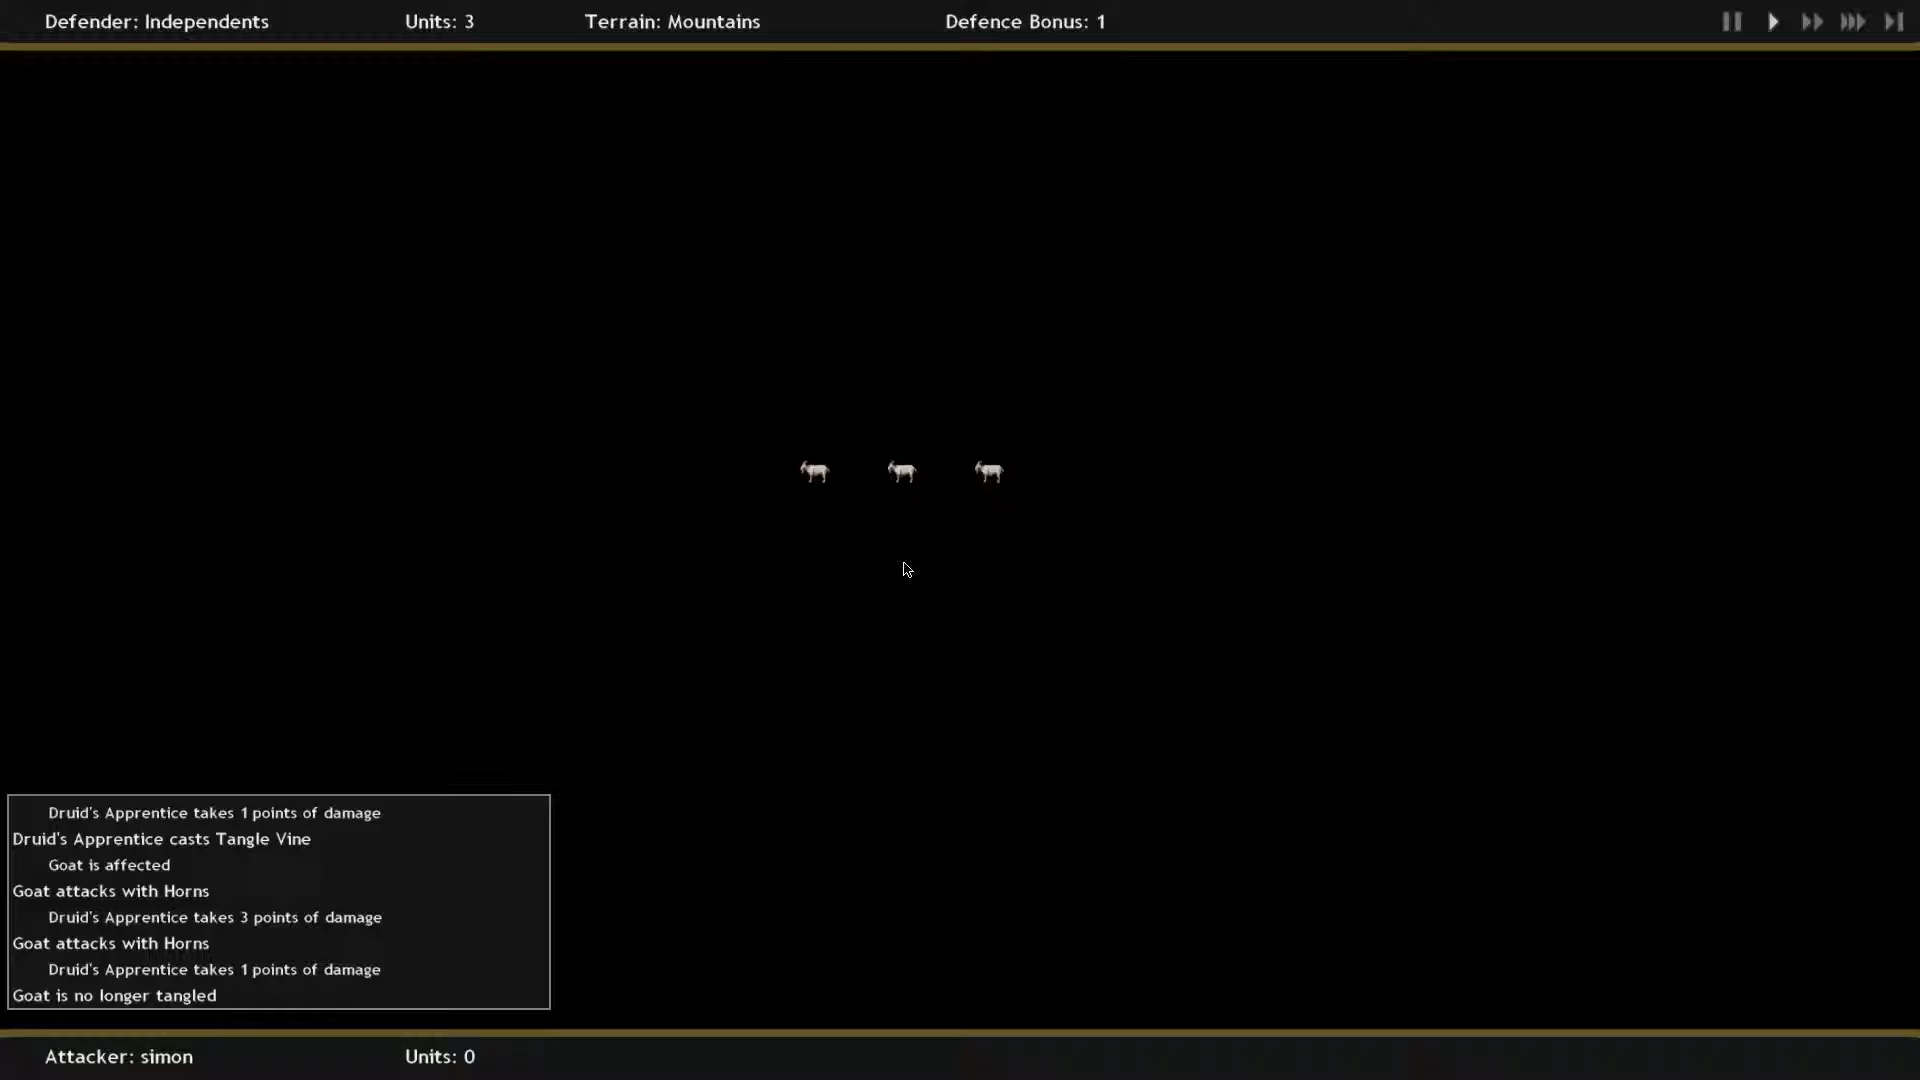 Defender: Independents Units: 3 Terrain: Mountains Defence Bonus: 1
Druid's Apprentice takes 1 points of damage
Druid's Apprentice casts Tangle Vine
Goat is affected
Goat attacks with Horns
Druid's Apprentice takes 3 points of damage
Goat attacks with Horns
Druid's Apprentice takes 1 points of damage
Goat is no longer tangled
Attacker: simon Units: 0